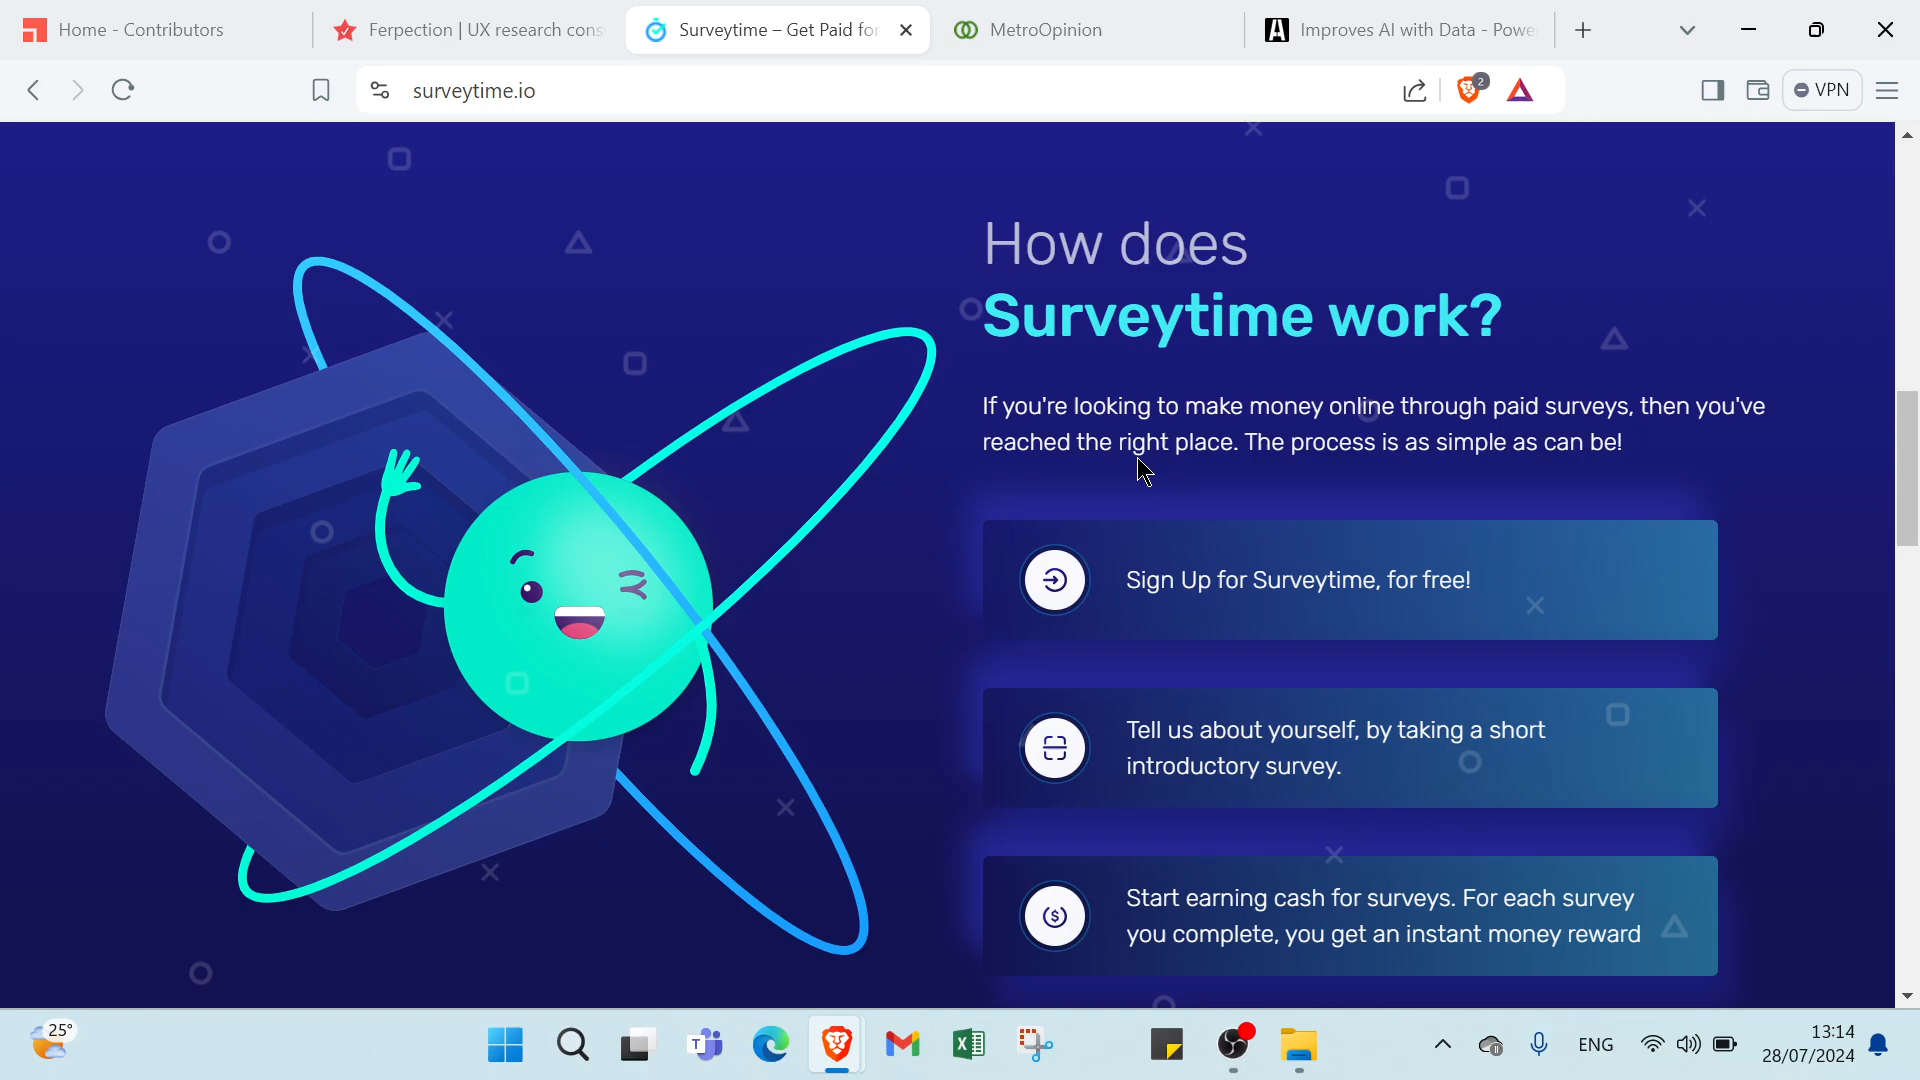 Home - Contributors
Ferpection | UX research cons
Surveytime – Get Paid for
MetroOpinion
Improves AI with Data - Powe
surveytime.io
2
VPN
How does
Surveytime work?
If you're looking to make money online through paid surveys, then you've
reached the right place. The process is as simple as can be!
Sign Up for Surveytime, for free!
Tell us about yourself, by taking a short
introductory survey.
Start earning cash for surveys. For each survey
you complete, you get an instant money reward
25°
ENG
13:14
28/07/2024